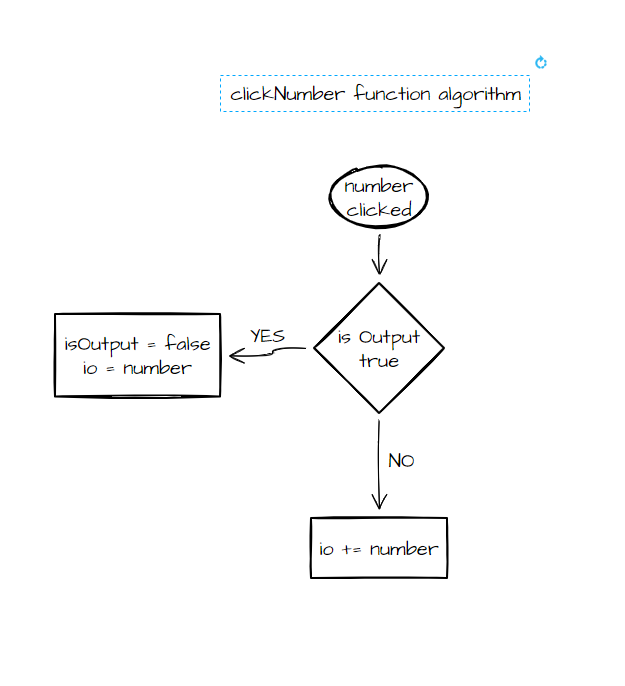 clickNumber function algorithm
number
clicked
is Output
true
YES
isOutput = false
io = number
NO
io += number